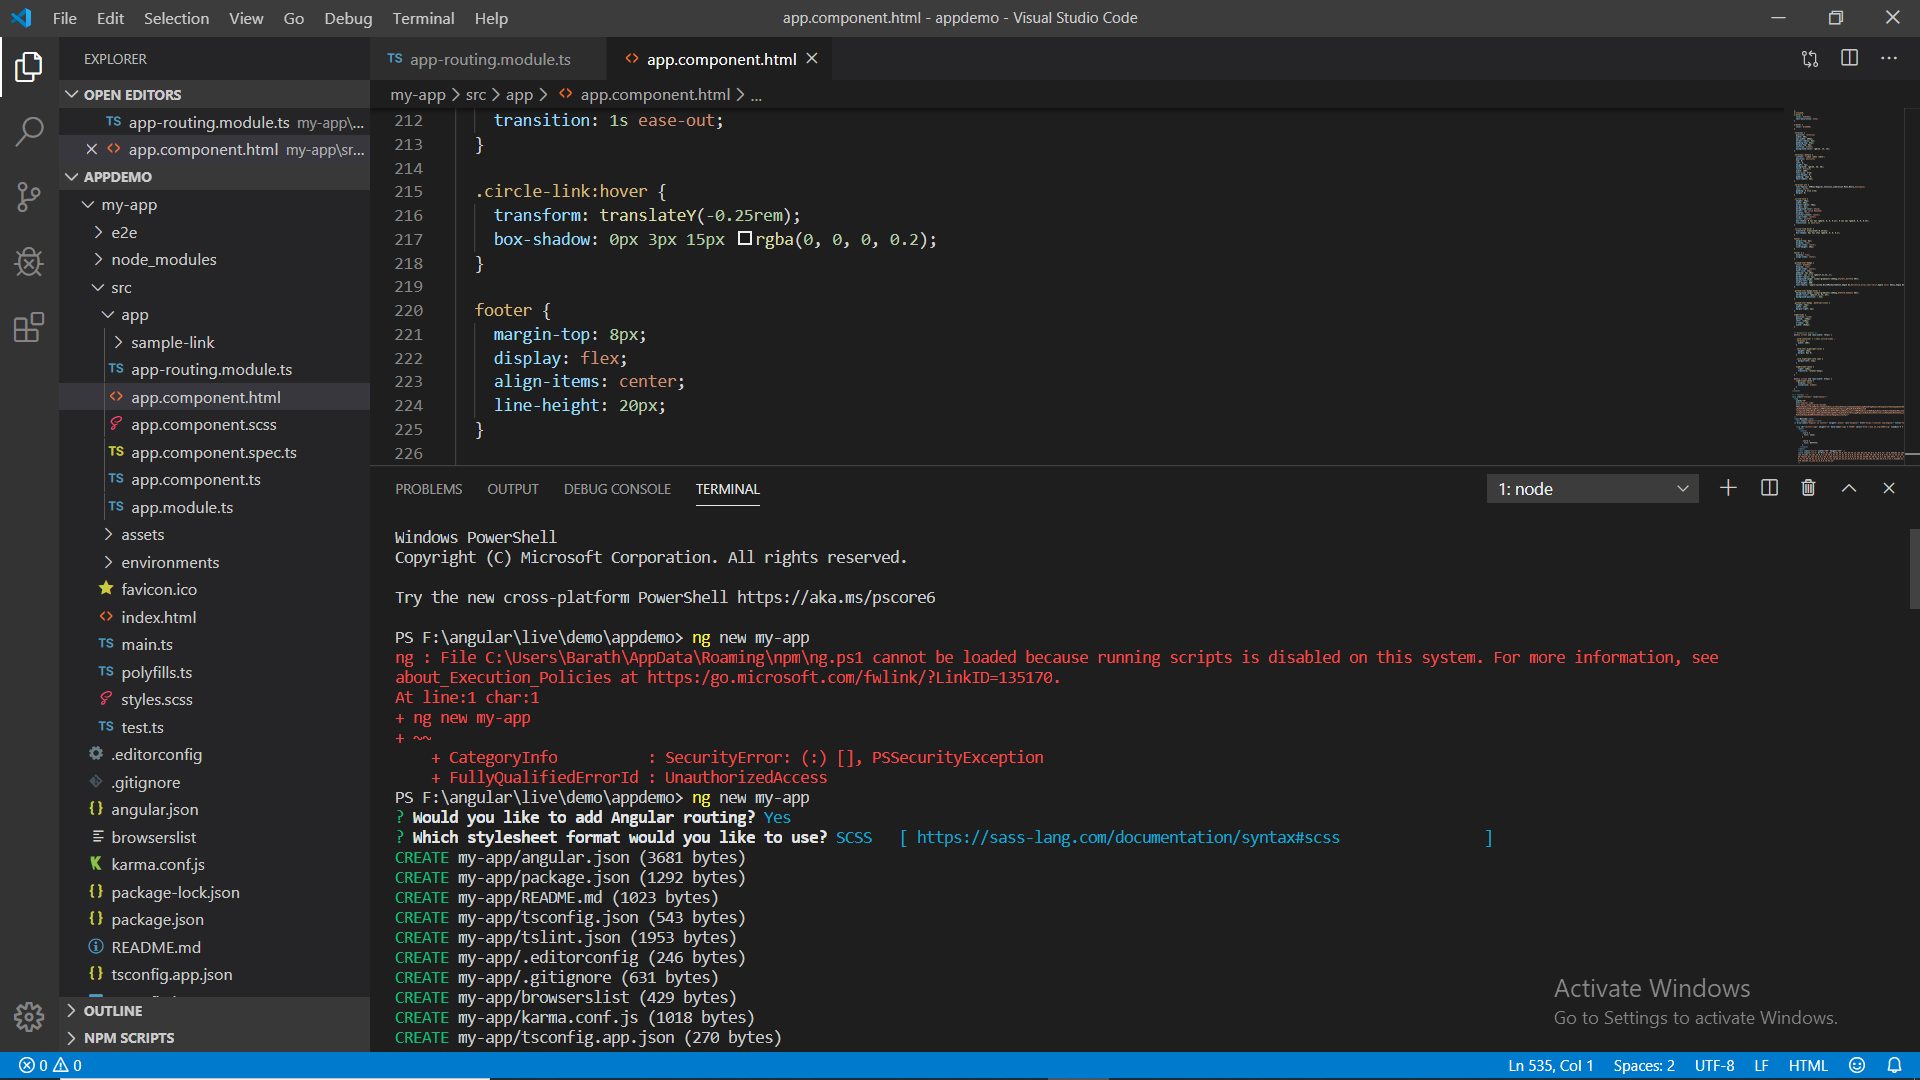 File Edit Selection View Go Debug Terminal Help
app.component.html - appdemo - Visual Studio Code
EXPLORER
OPEN EDITORS
TS app-routing.module.ts my-app\...
app.component.html my-app\sr...
APPDEMO
my-app
e2e
node_modules
src
app
sample-link
TS app-routing.module.ts
app.component.html
app.component.scss
TS app.component.spec.ts
TS app.component.ts
TS app.module.ts
assets
environments
favicon.ico
index.html
TS main.ts
TS polyfills.ts
styles.scss
TS test.ts
.editorconfig
.gitignore
{} angular.json
browserslist
karma.conf.js
{} package-lock.json
{} package.json
README.md
{} tsconfig.app.json
OUTLINE
NPM SCRIPTS
TS app-routing.module.ts
app.component.html
my-app > src > app > app.component.html > ...
212 transition: 1s ease-out;
213 }
214
215 .circle-link:hover {
216 transform: translateY(-0.25rem);
217 box-shadow: 0px 3px 15px rgba(0, 0, 0, 0.2);
218 }
219
220 footer {
221 margin-top: 8px;
222 display: flex;
223 align-items: center;
224 line-height: 20px;
225 }
226
PROBLEMS OUTPUT DEBUG CONSOLE TERMINAL
1: node
Windows PowerShell
Copyright (C) Microsoft Corporation. All rights reserved.
Try the new cross-platform PowerShell https://aka.ms/pscore6
PS F:\angular\live\demo\appdemo> ng new my-app
ng : File C:\Users\Barath\AppData\Roaming\npm\ng.ps1 cannot be loaded because running scripts is disabled on this system. For more information, see
about_Execution_Policies at https:/go.microsoft.com/fwlink/?LinkID=135170.
At line:1 char:1
+ ng new my-app
+ ~~
+ CategoryInfo : SecurityError: (:) [], PSSecurityException
+ FullyQualifiedErrorId : UnauthorizedAccess
PS F:\angular\live\demo\appdemo> ng new my-app
? Would you like to add Angular routing? Yes
? Which stylesheet format would you like to use? SCSS [ https://sass-lang.com/documentation/syntax#scss ]
CREATE my-app/angular.json (3681 bytes)
CREATE my-app/package.json (1292 bytes)
CREATE my-app/README.md (1023 bytes)
CREATE my-app/tsconfig.json (543 bytes)
CREATE my-app/tslint.json (1953 bytes)
CREATE my-app/.editorconfig (246 bytes)
CREATE my-app/.gitignore (631 bytes)
CREATE my-app/browserslist (429 bytes)
CREATE my-app/karma.conf.js (1018 bytes)
CREATE my-app/tsconfig.app.json (270 bytes)
Activate Windows
Go to Settings to activate Windows.
0 0
Ln 535, Col 1 Spaces: 2 UTF-8 LF HTML